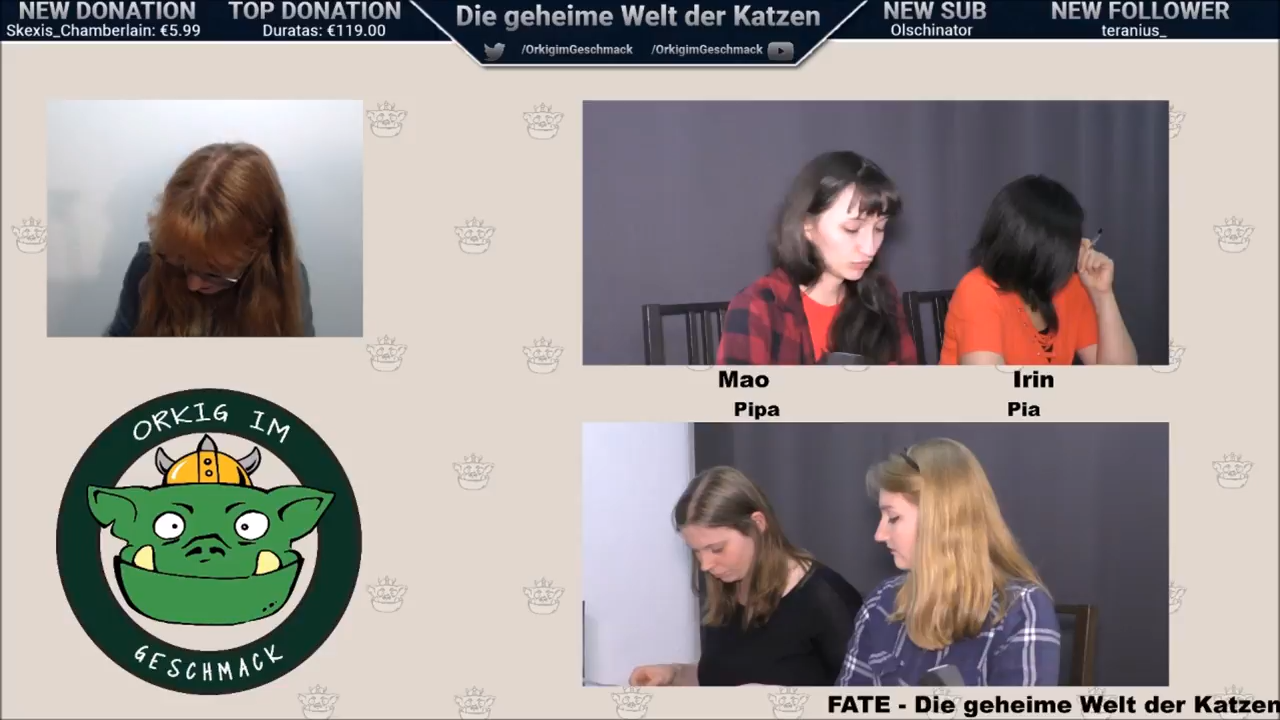 NEW DONATION
Skexis_Chamberlain: €5.99
TOP DONATION
Duratas: €119.00
Die geheime Welt der Katzen
/OrkigimGeschmack /OrkigimGeschmack
NEW SUB
Olschinator
NEW FOLLOWER
teranius_
Mao Irin
Pipa Pia
ORKIG IM
GESCHMACK
FATE - Die geheime Welt der Katzen